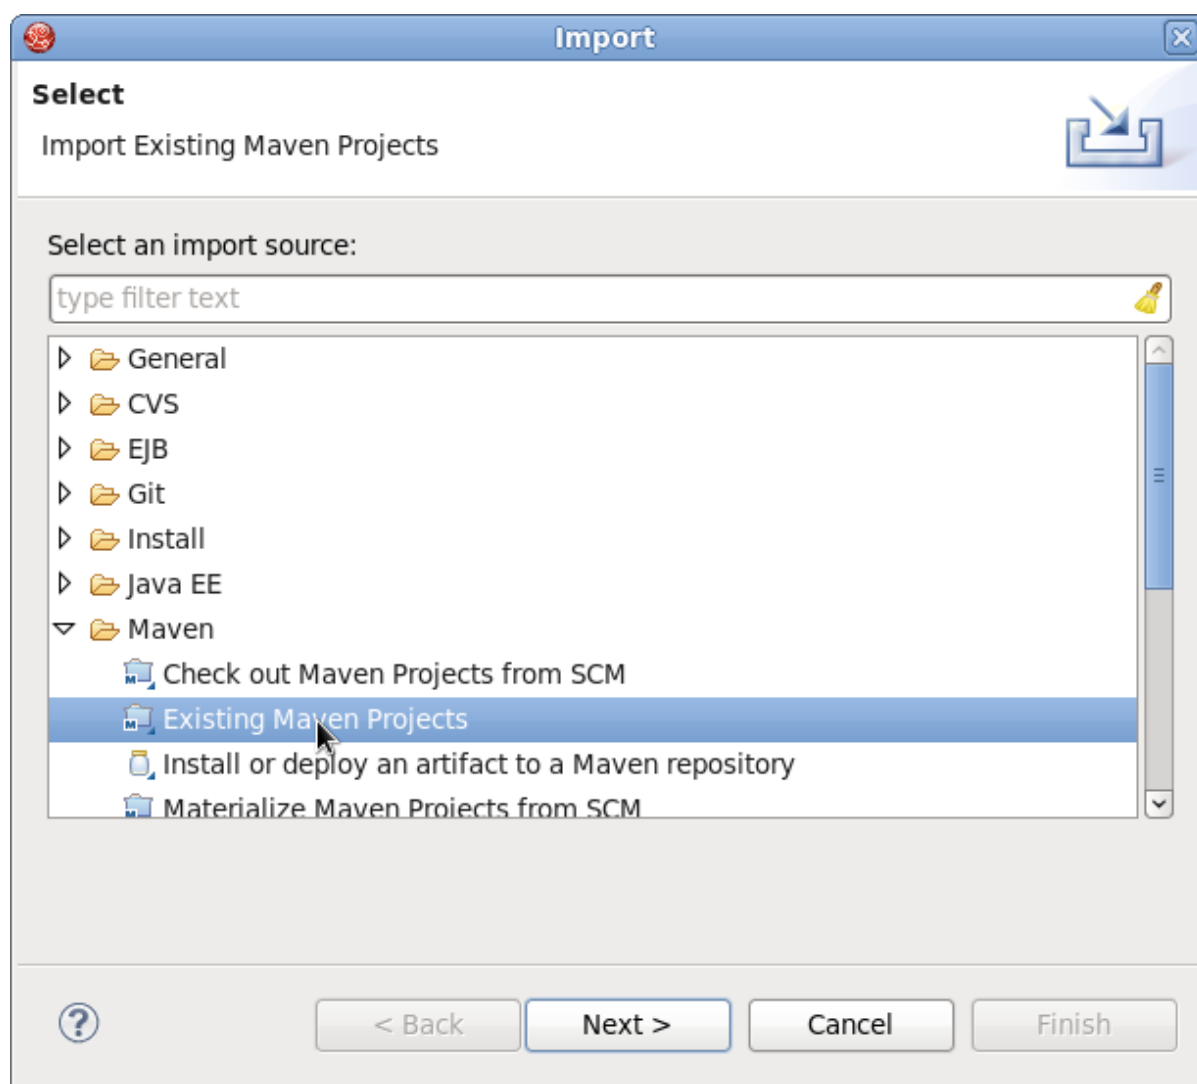 Import
Select
Import Existing Maven Projects
Select an import source:
type filter text
General
CVS
EJB
Git
Install
Java EE
Maven
Check out Maven Projects from SCM
Existing Maven Projects
Install or deploy an artifact to a Maven repository
Materialize Maven Projects from SCM
?
< Back
Next >
Cancel
Finish